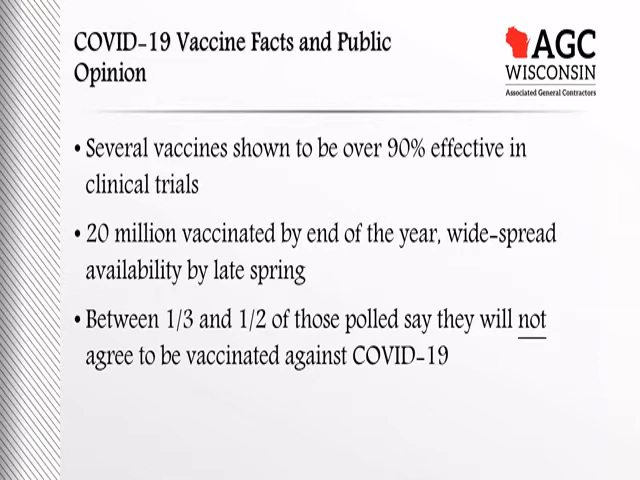 COVID-19 Vaccine Facts and Public
Opinion
AGC
WISCONSIN
Associated General Contractors
• Several vaccines shown to be over 90% effective in
clinical trials
• 20 million vaccinated by end of the year, wide-spread
availability by late spring
• Between 1/3 and 1/2 of those polled say they will not
agree to be vaccinated against COVID-19